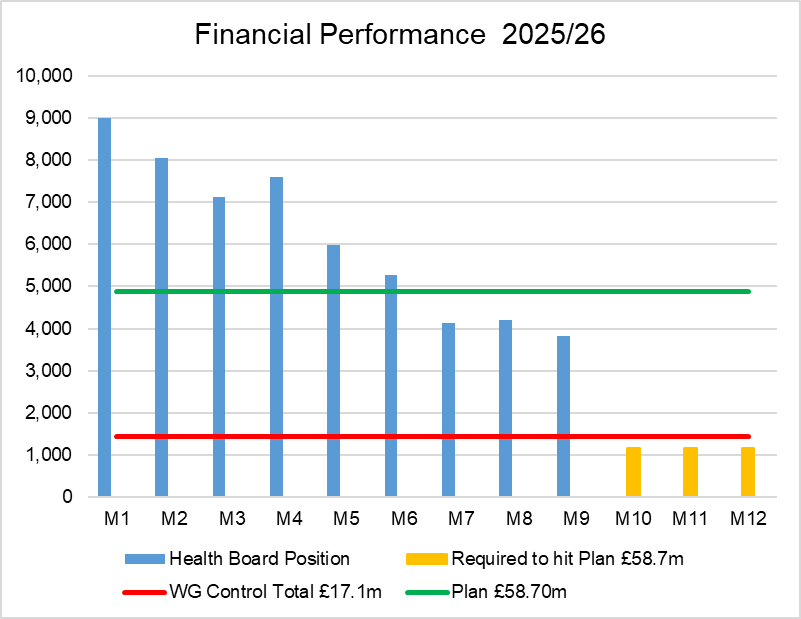 Financial Performance  2025/26
10,000
9,000
8,000
7,000
6,000
5,000
4,000
3,000
2,000
1,000
0
M1 M2 M3 M4 M5 M6 M7 M8 M9 M10 M11 M12
Health Board Position Required to hit Plan £58.7m
WG Control Total £17.1m Plan £58.70m